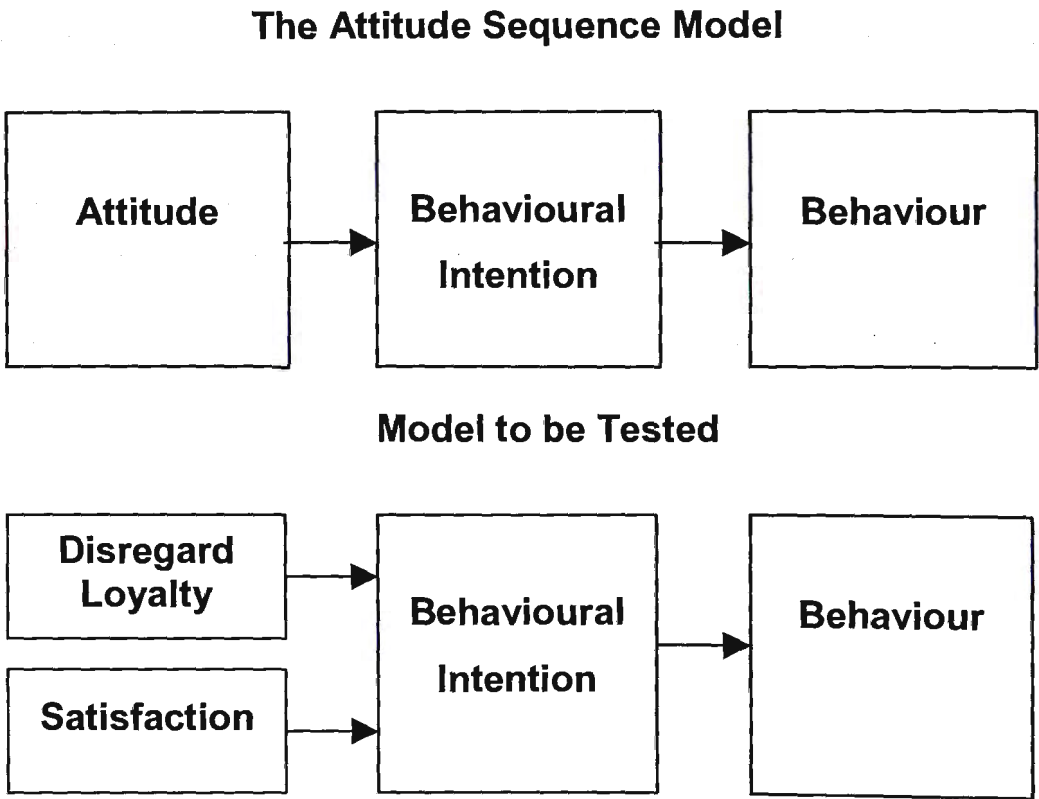 The Attitude Sequence Model
Attitude
Behavioural
Intention
Behaviour
Model to be Tested
Disregard
Loyalty
Satisfaction
Behavioural
Intention
Behaviour